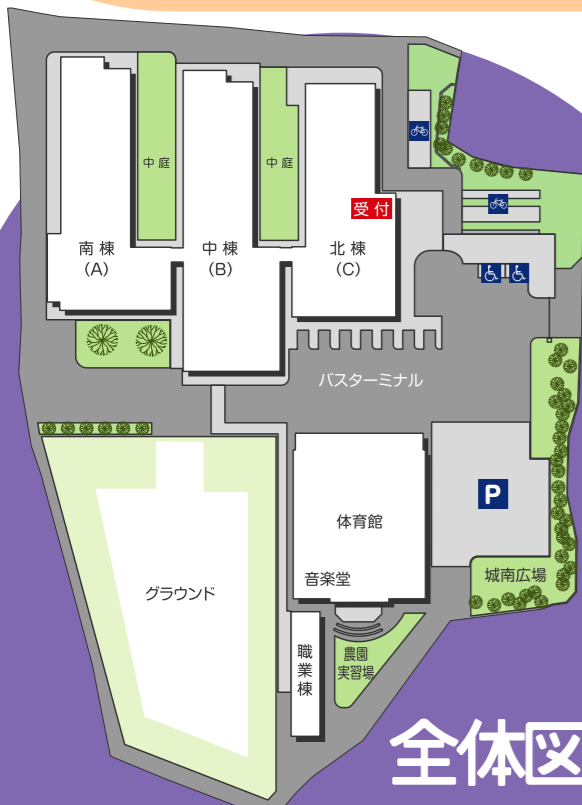 中庭
中庭
受付
南棟
(A)
中棟
(B)
北棟
(C)
バスターミナル
P
体育館
城南広場
音楽堂
グラウンド
職業棟
農園
実習場
全体図